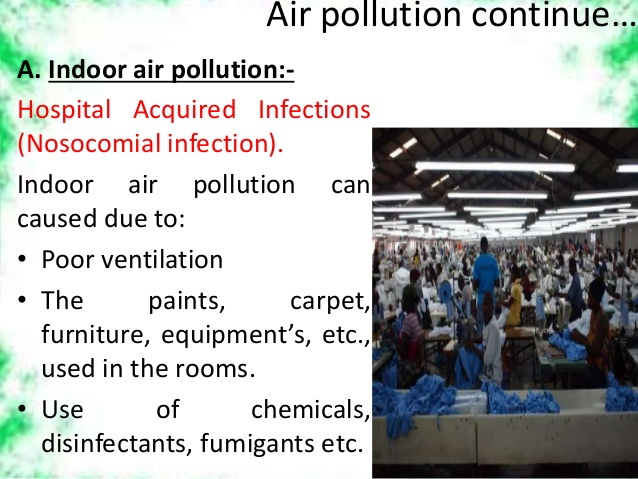 Air pollution continue…
A. Indoor air pollution:-
Hospital Acquired Infections
(Nosocomial infection).
Indoor air pollution can
caused due to:
• Poor ventilation
• The paints, carpet,
furniture, equipment’s, etc.,
used in the rooms.
• Use of chemicals,
disinfectants, fumigants etc.